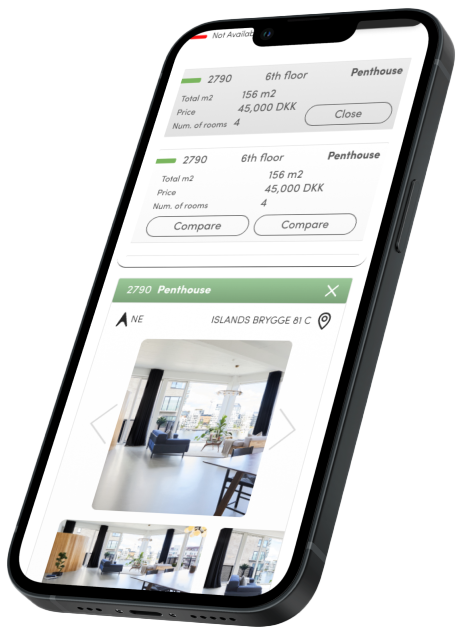 Not Availab
2790 6th floor Penthouse
Total m2 156 m2
Price 45,000 DKK
Num. of rooms 4
Close
2790 6th floor Penthouse
Total m2 156 m2
Price 45,000 DKK
Num. of rooms 4
Compare Compare
2790 Penthouse
NE ISLANDS BRYGGE 81 C